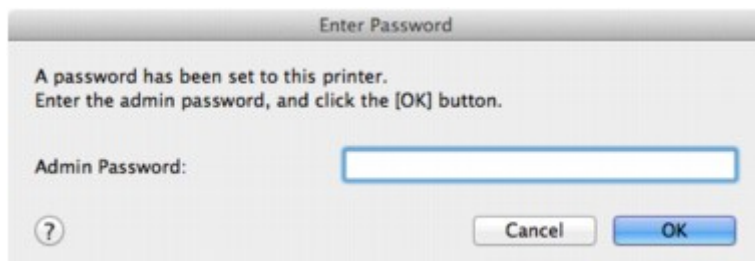 Enter Password
A password has been set to this printer.
Enter the admin password, and click the [OK] button.
Admin Password:
?
Cancel
OK